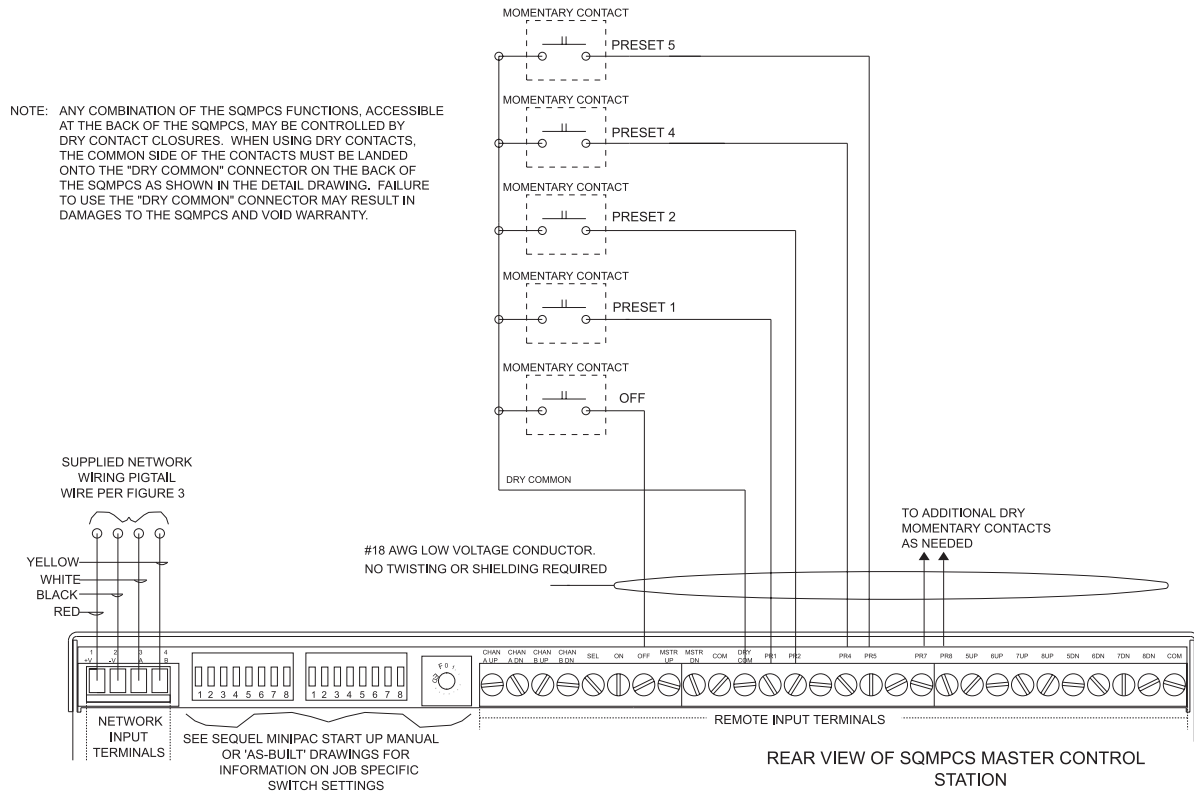 MOMENTARY CONTACT
PRESET 5
NOTE: ANY COMBINATION OF THE SQMPCS FUNCTIONS, ACCESSIBLE
AT THE BACK OF THE SQMPCS, MAY BE CONTROLLED BY
DRY CONTACT CLOSURES. WHEN USING DRY CONTACTS,
THE COMMON SIDE OF THE CONTACTS MUST BE LANDED
ONTO THE "DRY COMMON" CONNECTOR ON THE BACK OF
THE SQMPCS AS SHOWN IN THE DETAIL DRAWING. FAILURE
TO USE THE "DRY COMMON" CONNECTOR MAY RESULT IN
DAMAGES TO THE SQMPCS AND VOID WARRANTY.
MOMENTARY CONTACT
PRESET 4
MOMENTARY CONTACT
PRESET 2
MOMENTARY CONTACT
PRESET 1
MOMENTARY CONTACT
OFF
DRY COMMON
SUPPLIED NETWORK
WIRING PIGTAIL
WIRE PER FIGURE 3
YELLOW
WHITE
BLACK
RED
#18 AWG LOW VOLTAGE CONDUCTOR.
NO TWISTING OR SHIELDING REQUIRED
TO ADDITIONAL DRY
MOMENTARY CONTACTS
AS NEEDED
1 2 3 4
+V -V A B
1 2 3 4 5 6 7 8
1 2 3 4 5 6 7 8
CHAN A UP
CHAN A DN
CHAN B UP
CHAN B DN
SEL
ON
OFF
MSTR UP
MSTR DN
COM
DRY COM
PR1
PR2
PR4
PR5
PR7
PR8
5UP
6UP
7UP
8UP
5DN
6DN
7DN
8DN
COM
NETWORK
INPUT
TERMINALS
SEE SEQUEL MINIPAC START UP MANUAL
OR 'AS-BUILT' DRAWINGS FOR
INFORMATION ON JOB SPECIFIC
SWITCH SETTINGS
REMOTE INPUT TERMINALS
REAR VIEW OF SQMPCS MASTER CONTROL
STATION